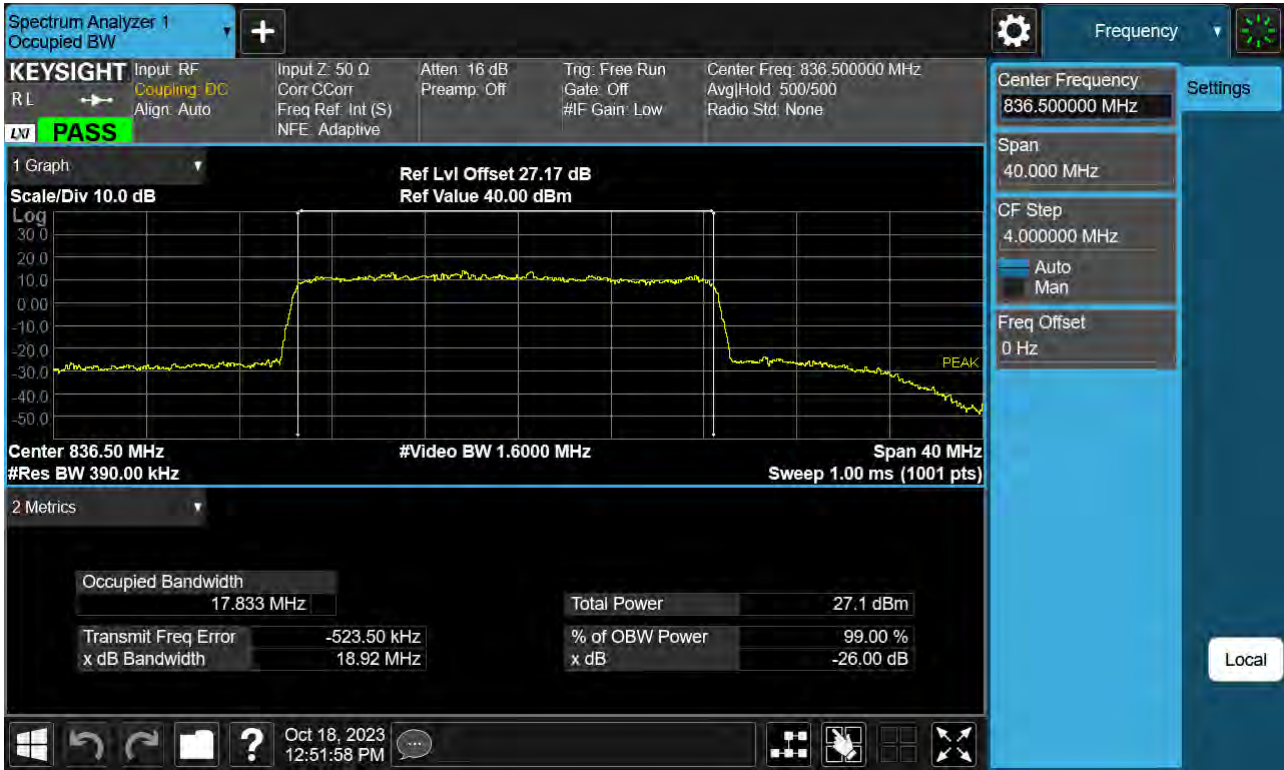 Spectrum Analyzer 1
Occupied BW
+
Frequency
KEYSIGHT
RL
LXI
PASS
Input: RF
Coupling: DC
Align: Auto
Input Z: 50 Ω
Corr CCorr
Freq Ref: Int (S)
NFE: Adaptive
Atten: 16 dB
Preamp: Off
Trig: Free Run
Gate: Off
#IF Gain: Low
Center Freq: 836.500000 MHz
Avg|Hold: 500/500
Radio Std: None
Center Frequency
836.500000 MHz
Settings
Span
40.000 MHz
CF Step
4.000000 MHz
Auto
Man
Freq Offset
0 Hz
Local
1 Graph
Scale/Div 10.0 dB
Ref Lvl Offset 27.17 dB
Ref Value 40.00 dBm
Log
30.0
20.0
10.0
0.00
-10.0
-20.0
-30.0
-40.0
-50.0
PEAK
Center 836.50 MHz
#Video BW 1.6000 MHz
Span 40 MHz
#Res BW 390.00 kHz
Sweep 1.00 ms (1001 pts)
2 Metrics
Occupied Bandwidth
17.833 MHz
Total Power 27.1 dBm
Transmit Freq Error -523.50 kHz
% of OBW Power 99.00 %
x dB Bandwidth 18.92 MHz
x dB -26.00 dB
?
Oct 18, 2023
12:51:58 PM